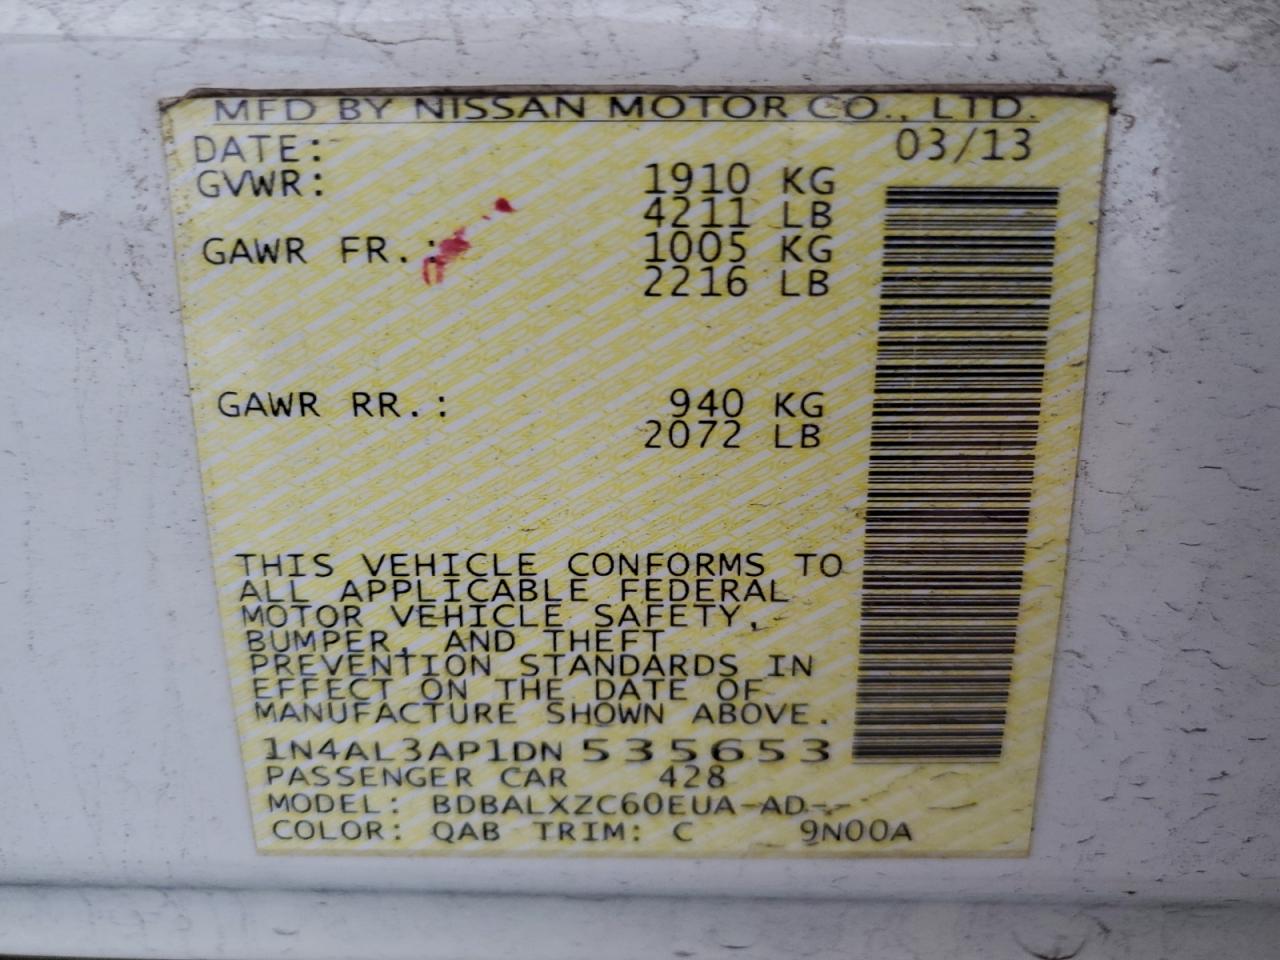 MFD BY NISSAN MOTOR CO., LTD.
DATE: 03/13
GVWR: 1910 KG
4211 LB
GAWR FR.: 1005 KG
2216 LB
GAWR RR.: 940 KG
2072 LB
THIS VEHICLE CONFORMS TO
ALL APPLICABLE FEDERAL
MOTOR VEHICLE SAFETY,
BUMPER, AND THEFT
PREVENTION STANDARDS IN
EFFECT ON THE DATE OF
MANUFACTURE SHOWN ABOVE.
1N4AL3AP1DN535653
PASSENGER CAR 428
MODEL: BDBALXZC60EUA-AD--
COLOR: QAB TRIM: C 9N00A